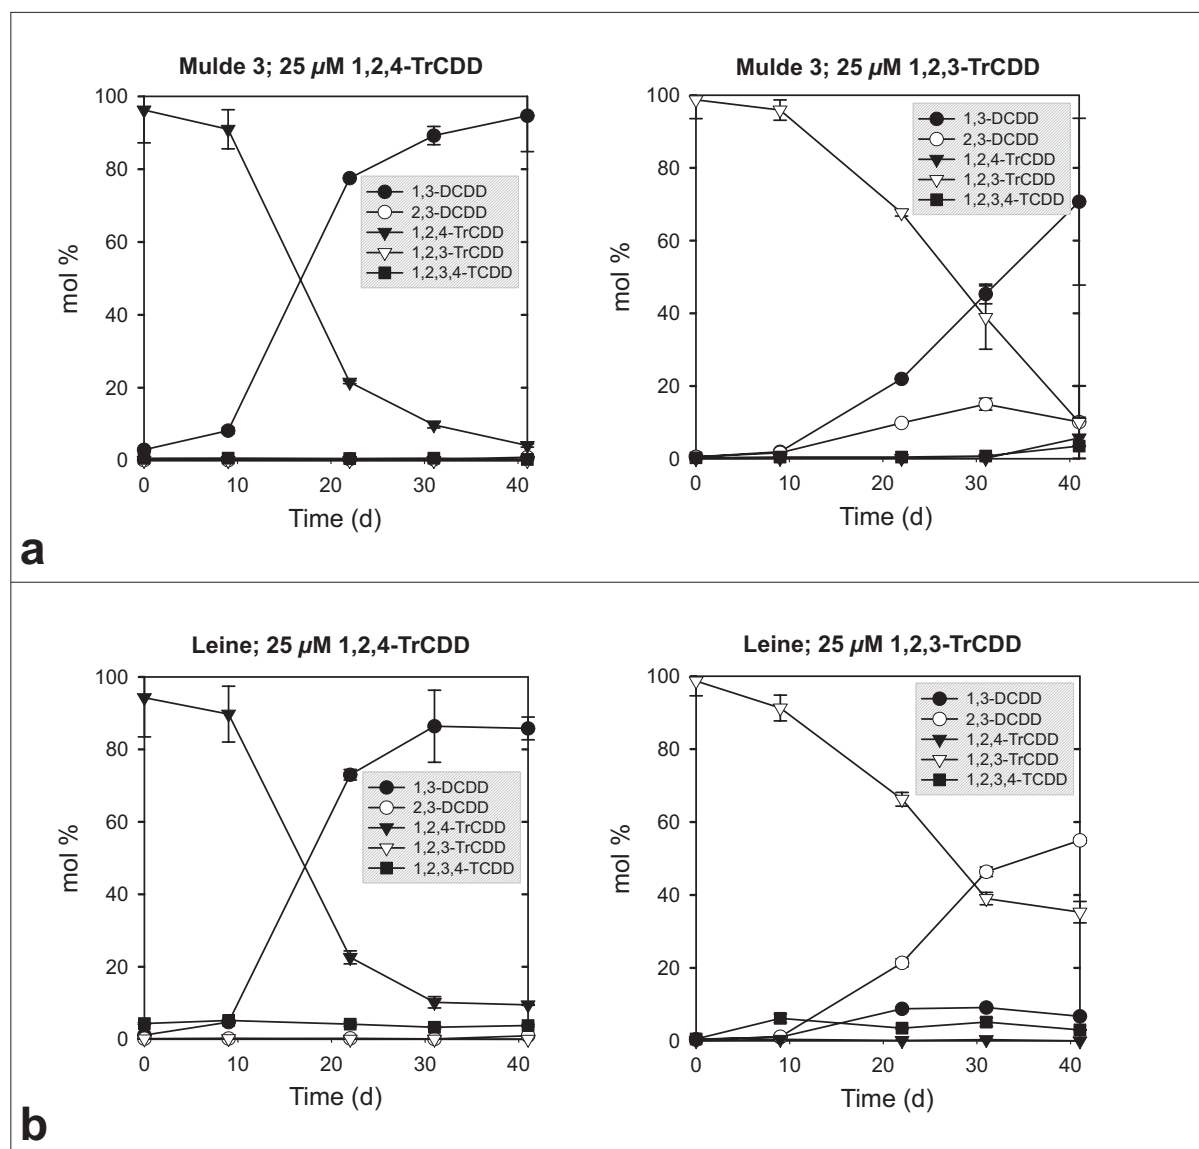 Mulde 3; 25 µM 1,2,4-TrCDD
100
80
60
40
20
0
mol %
1,3-DCDD
2,3-DCDD
1,2,4-TrCDD
1,2,3-TrCDD
1,2,3,4-TCDD
0 10 20 30 40
Time (d)
Mulde 3; 25 µM 1,2,3-TrCDD
100
80
60
40
20
0
mol %
1,3-DCDD
2,3-DCDD
1,2,4-TrCDD
1,2,3-TrCDD
1,2,3,4-TCDD
0 10 20 30 40
Time (d)
a
Leine; 25 µM 1,2,4-TrCDD
100
80
60
40
20
0
mol %
1,3-DCDD
2,3-DCDD
1,2,4-TrCDD
1,2,3-TrCDD
1,2,3,4-TCDD
0 10 20 30 40
Time (d)
Leine; 25 µM 1,2,3-TrCDD
100
80
60
40
20
0
mol %
1,3-DCDD
2,3-DCDD
1,2,4-TrCDD
1,2,3-TrCDD
1,2,3,4-TCDD
0 10 20 30 40
Time (d)
b